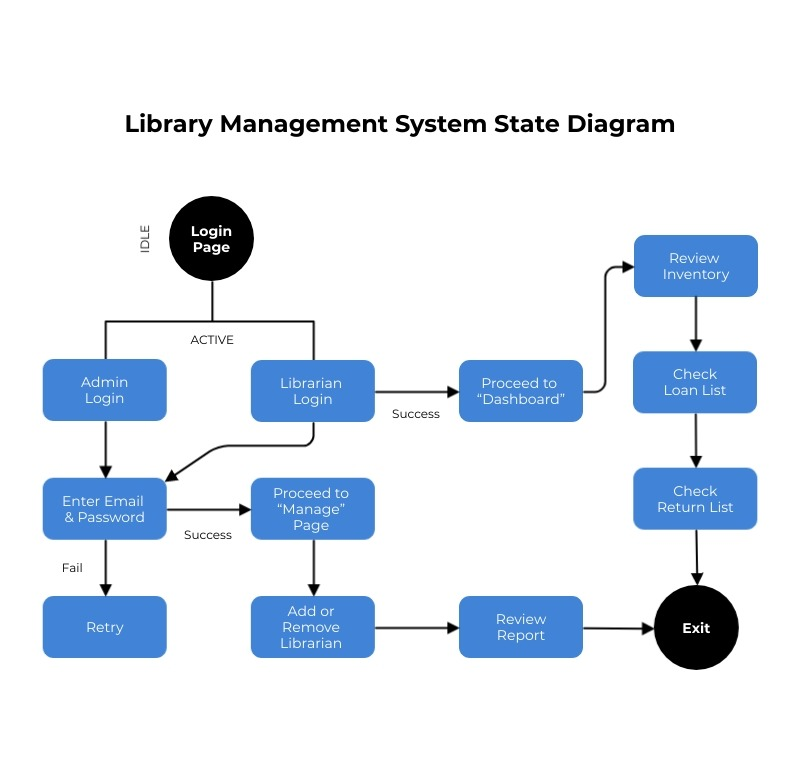 Library Management System State Diagram
IDLE
Login
Page
ACTIVE
Admin
Login
Librarian
Login
Success
Proceed to
“Dashboard”
Review
Inventory
Check
Loan List
Check
Return List
Enter Email
& Password
Success
Proceed to
“Manage”
Page
Fail
Retry
Add or
Remove
Librarian
Review
Report
Exit